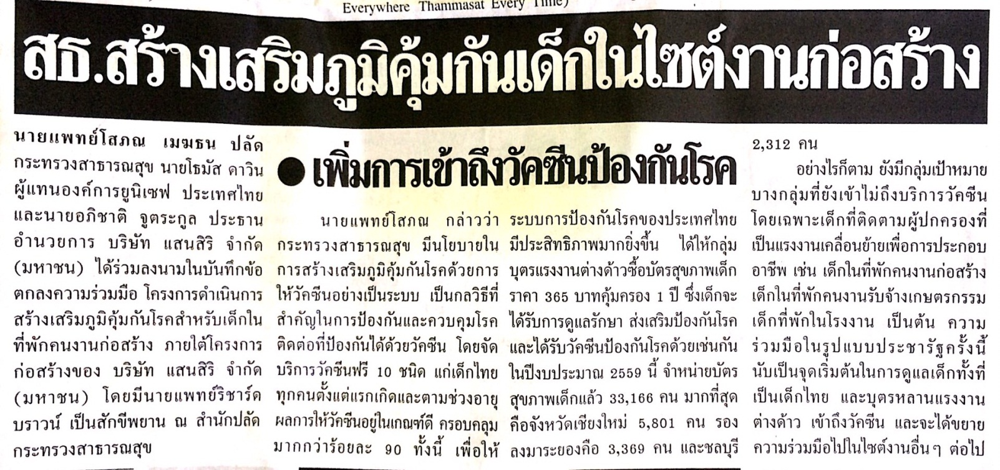 Everywhere Thammasat Every Time)
สธ.สร้างเสริมภูมิคุ้มกันเด็กในไซต์งานก่อสร้าง
นายแพทย์โสภณ เมฆธน ปลัด
กระทรวงสาธารณสุข นายโธมัส ดาวิน
ผู้แทนองค์การยูนิเซฟ ประเทศไทย
และนายอภิชาติ จูตระกูล ประธาน
อำนวยการ บริษัท แสนสิริ จำกัด
(มหาชน) ได้ร่วมลงนามในบันทึกข้อ
ตกลงความร่วมมือ โครงการดำเนินการ
สร้างเสริมภูมิคุ้มกันโรคสำหรับเด็กใน
ที่พักคนงานก่อสร้าง ภายใต้โครงการ
ก่อสร้างของ บริษัท แสนสิริ จำกัด
(มหาชน) โดยมีนายแพทย์ริชาร์ด
บราวน์ เป็นสักขีพยาน ณ สำนักปลัด
กระทรวงสาธารณสุข
● เพิ่มการเข้าถึงวัคซีนป้องกันโรค
นายแพทย์โสภณ กล่าวว่า
กระทรวงสาธารณสุข มีนโยบายใน
การสร้างเสริมภูมิคุ้มกันโรคด้วยการ
ให้วัคซีนอย่างเป็นระบบ เป็นกลวิธีที่
สำคัญในการป้องกันและควบคุมโรค
ติดต่อที่ป้องกันได้ด้วยวัคซีน โดยจัด
บริการวัคซีนฟรี 10 ชนิด แก่เด็กไทย
ทุกคนตั้งแต่แรกเกิดและตามช่วงอายุ
ผลการให้วัคซีนอยู่ในเกณฑ์ดี ครอบคลุม
มากกว่าร้อยละ 90 ทั้งนี้ เพื่อให้
ระบบการป้องกันโรคของประเทศไทย
มีประสิทธิภาพมากยิ่งขึ้น ได้ให้กลุ่ม
บุตรแรงงานต่างด้าวซื้อบัตรสุขภาพเด็ก
ราคา 365 บาทคุ้มครอง 1 ปี ซึ่งเด็กจะ
ได้รับการดูแลรักษา ส่งเสริมป้องกันโรค
และได้รับวัคซีนป้องกันโรคด้วยเช่นกัน
ในปีงบประมาณ 2559 นี้ จำหน่ายบัตร
สุขภาพเด็กแล้ว 33,166 คน มากที่สุด
คือจังหวัดเชียงใหม่ 5,801 คน รอง
ลงมาระยองคือ 3,369 คน และชลบุรี
2,312 คน
อย่างไรก็ตาม ยังมีกลุ่มเป้าหมาย
บางกลุ่มที่ยังเข้าไม่ถึงบริการวัคซีน
โดยเฉพาะเด็กที่ติดตามผู้ปกครองที่
เป็นแรงงานเคลื่อนย้ายเพื่อการประกอบ
อาชีพ เช่น เด็กในที่พักคนงานก่อสร้าง
เด็กในที่พักคนงานรับจ้างเกษตรกรรม
เด็กที่พักในโรงงาน เป็นต้น ความ
ร่วมมือในรูปแบบประชารัฐครั้งนี้
นับเป็นจุดเริ่มต้นในการดูแลเด็กทั้งที่
เป็นเด็กไทย และบุตรหลานแรงงาน
ต่างด้าว เข้าถึงวัคซีน และจะได้ขยาย
ความร่วมมือไปในไซต์งานอื่นๆ ต่อไป